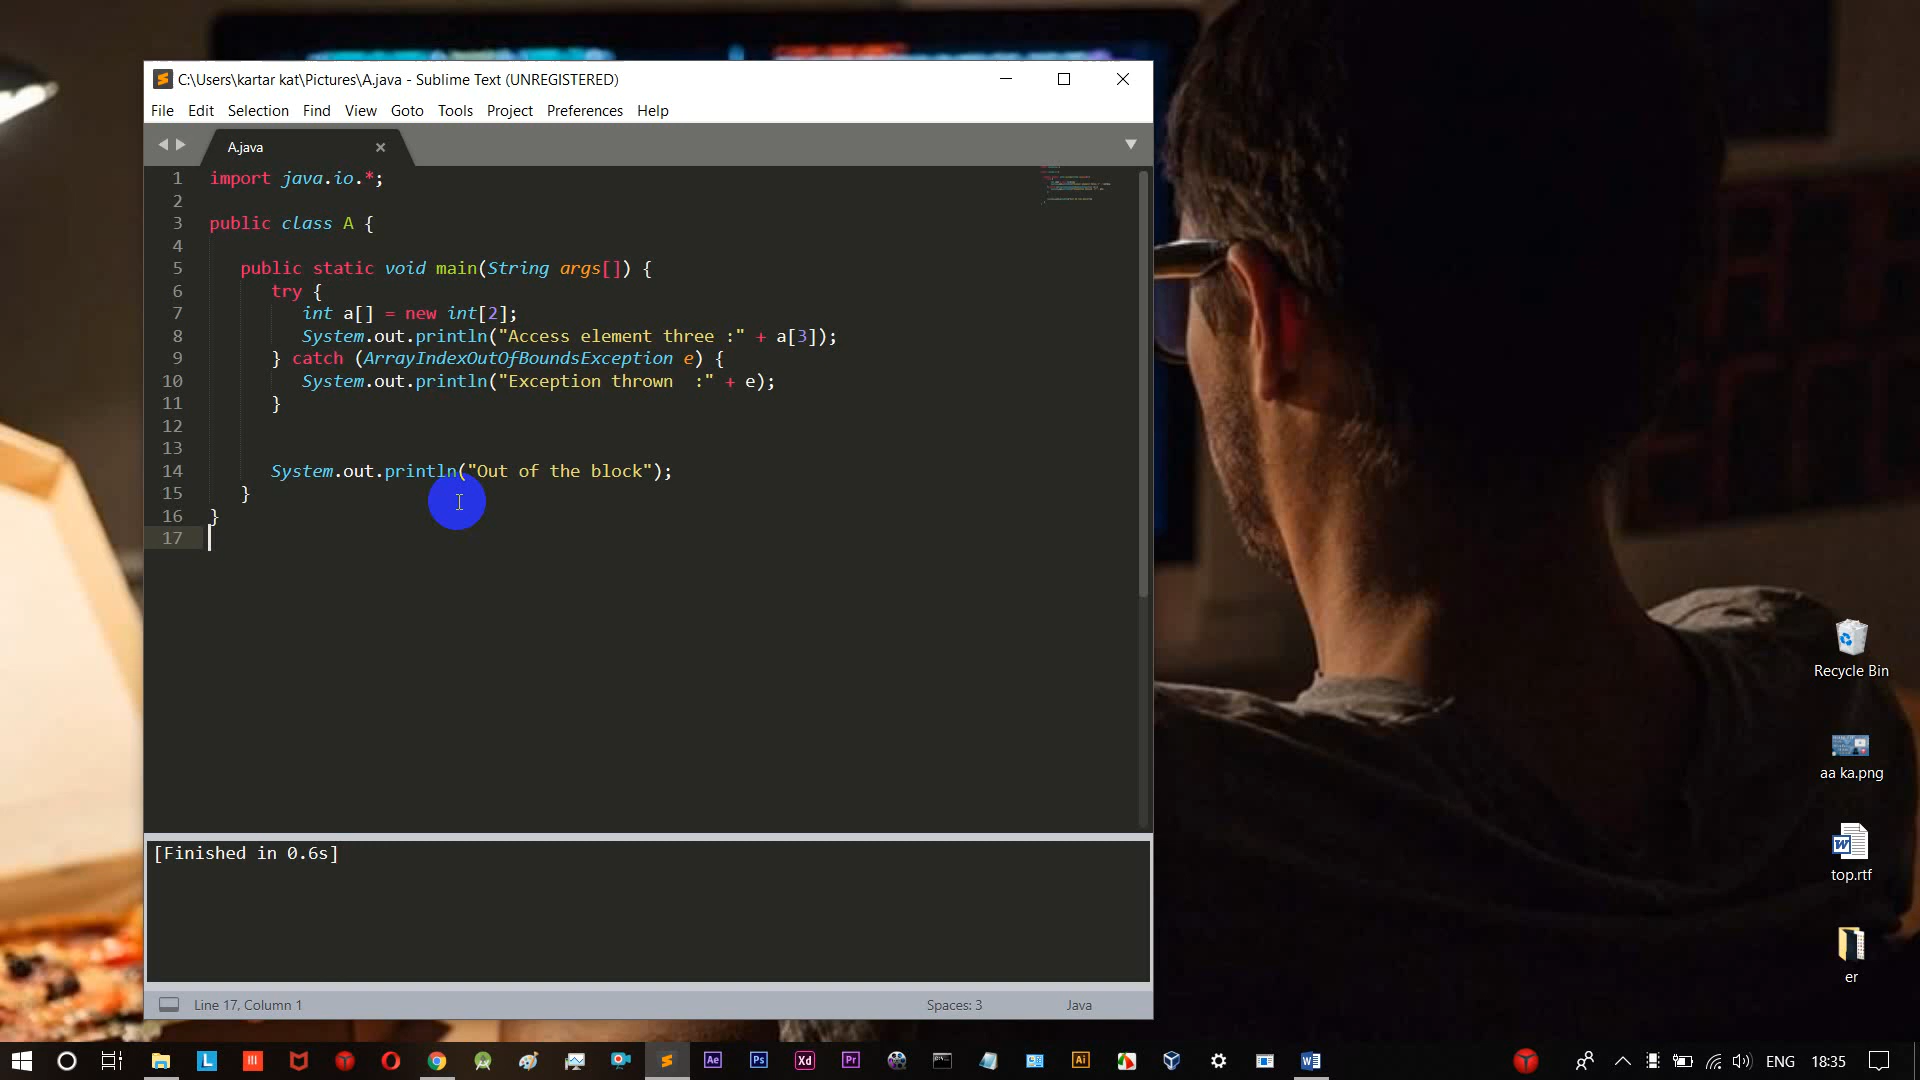 C:\Users\kartar kat\Pictures\A.java - Sublime Text (UNREGISTERED)
File Edit Selection Find View Goto Tools Project Preferences Help
A.java
1 import java.io.*;
2
3 public class A {
4
5 public static void main(String args[]) {
6 try {
7 int a[] = new int[2];
8 System.out.println("Access element three :" + a[3]);
9 } catch (ArrayIndexOutOfBoundsException e) {
10 System.out.println("Exception thrown  :" + e);
11 }
12
13
14 System.out.println("Out of the block");
15 }
16 }
17
[Finished in 0.6s]
Line 17, Column 1 Spaces: 3 Java
Recycle Bin
aa ka.png
top.rtf
er
L Ae Ps Xd Pr Ai ENG 18:35